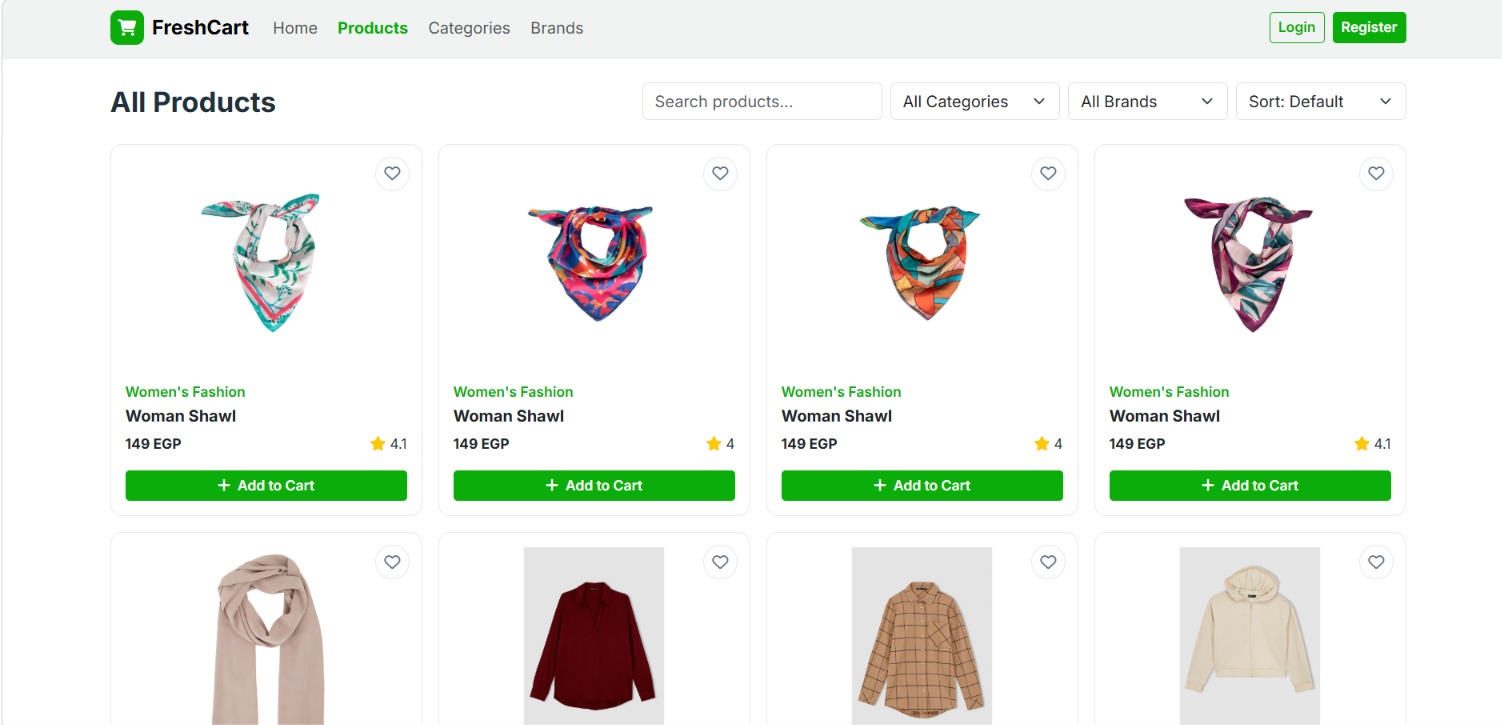 FreshCart Home Products Categories Brands Login Register
All Products Search products... All Categories All Brands Sort: Default
Women's Fashion Women's Fashion Women's Fashion Women's Fashion
Woman Shawl Woman Shawl Woman Shawl Woman Shawl
149 EGP 4.1 149 EGP 4 149 EGP 4 149 EGP 4.1
+ Add to Cart + Add to Cart + Add to Cart + Add to Cart